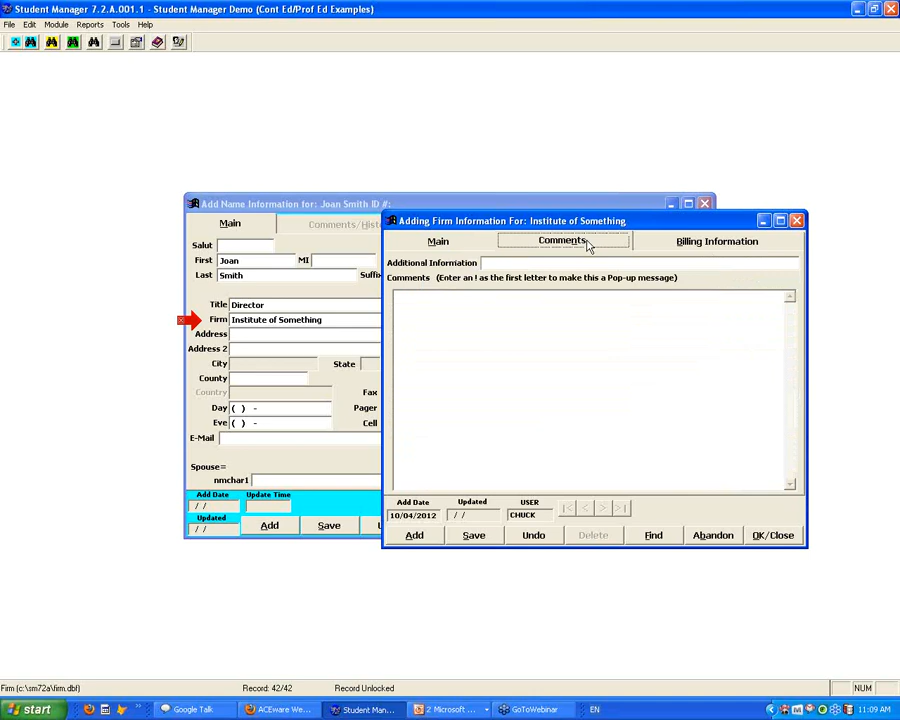 Student Manager 7.2.A.001.1 - Student Manager Demo (Cont Ed/Prof Ed Examples)
File Edit Module Reports Tools Help
Add Name Information for: Joan Smith ID #:
Main
Comments/Hist
Salut
First Joan MI
Last Smith Suffix
Title Director
Firm Institute of Something
Address
Address 2
City State
County
Country Fax
Day ( ) - Pager
Eve ( ) - Cell
E-Mail
Spouse=
nmchar1
Add Date Update Time
/ /
Updated
/ /
Add Save U
Adding Firm Information For: Institute of Something
Main Comments Billing Information
Additional Information
Comments (Enter an ! as the first letter to make this a Pop-up message)
Add Date Updated USER
10/04/2012 / / CHUCK
|< < > >|
Add Save Undo Delete Find Abandon OK/Close
Firm (c:\sm72a\firm.dbf) Record: 42/42 Record Unlocked NUM
start Google Talk ACEware We... Student Man... 2 Microsoft ... GoToWebinar EN 11:09 AM